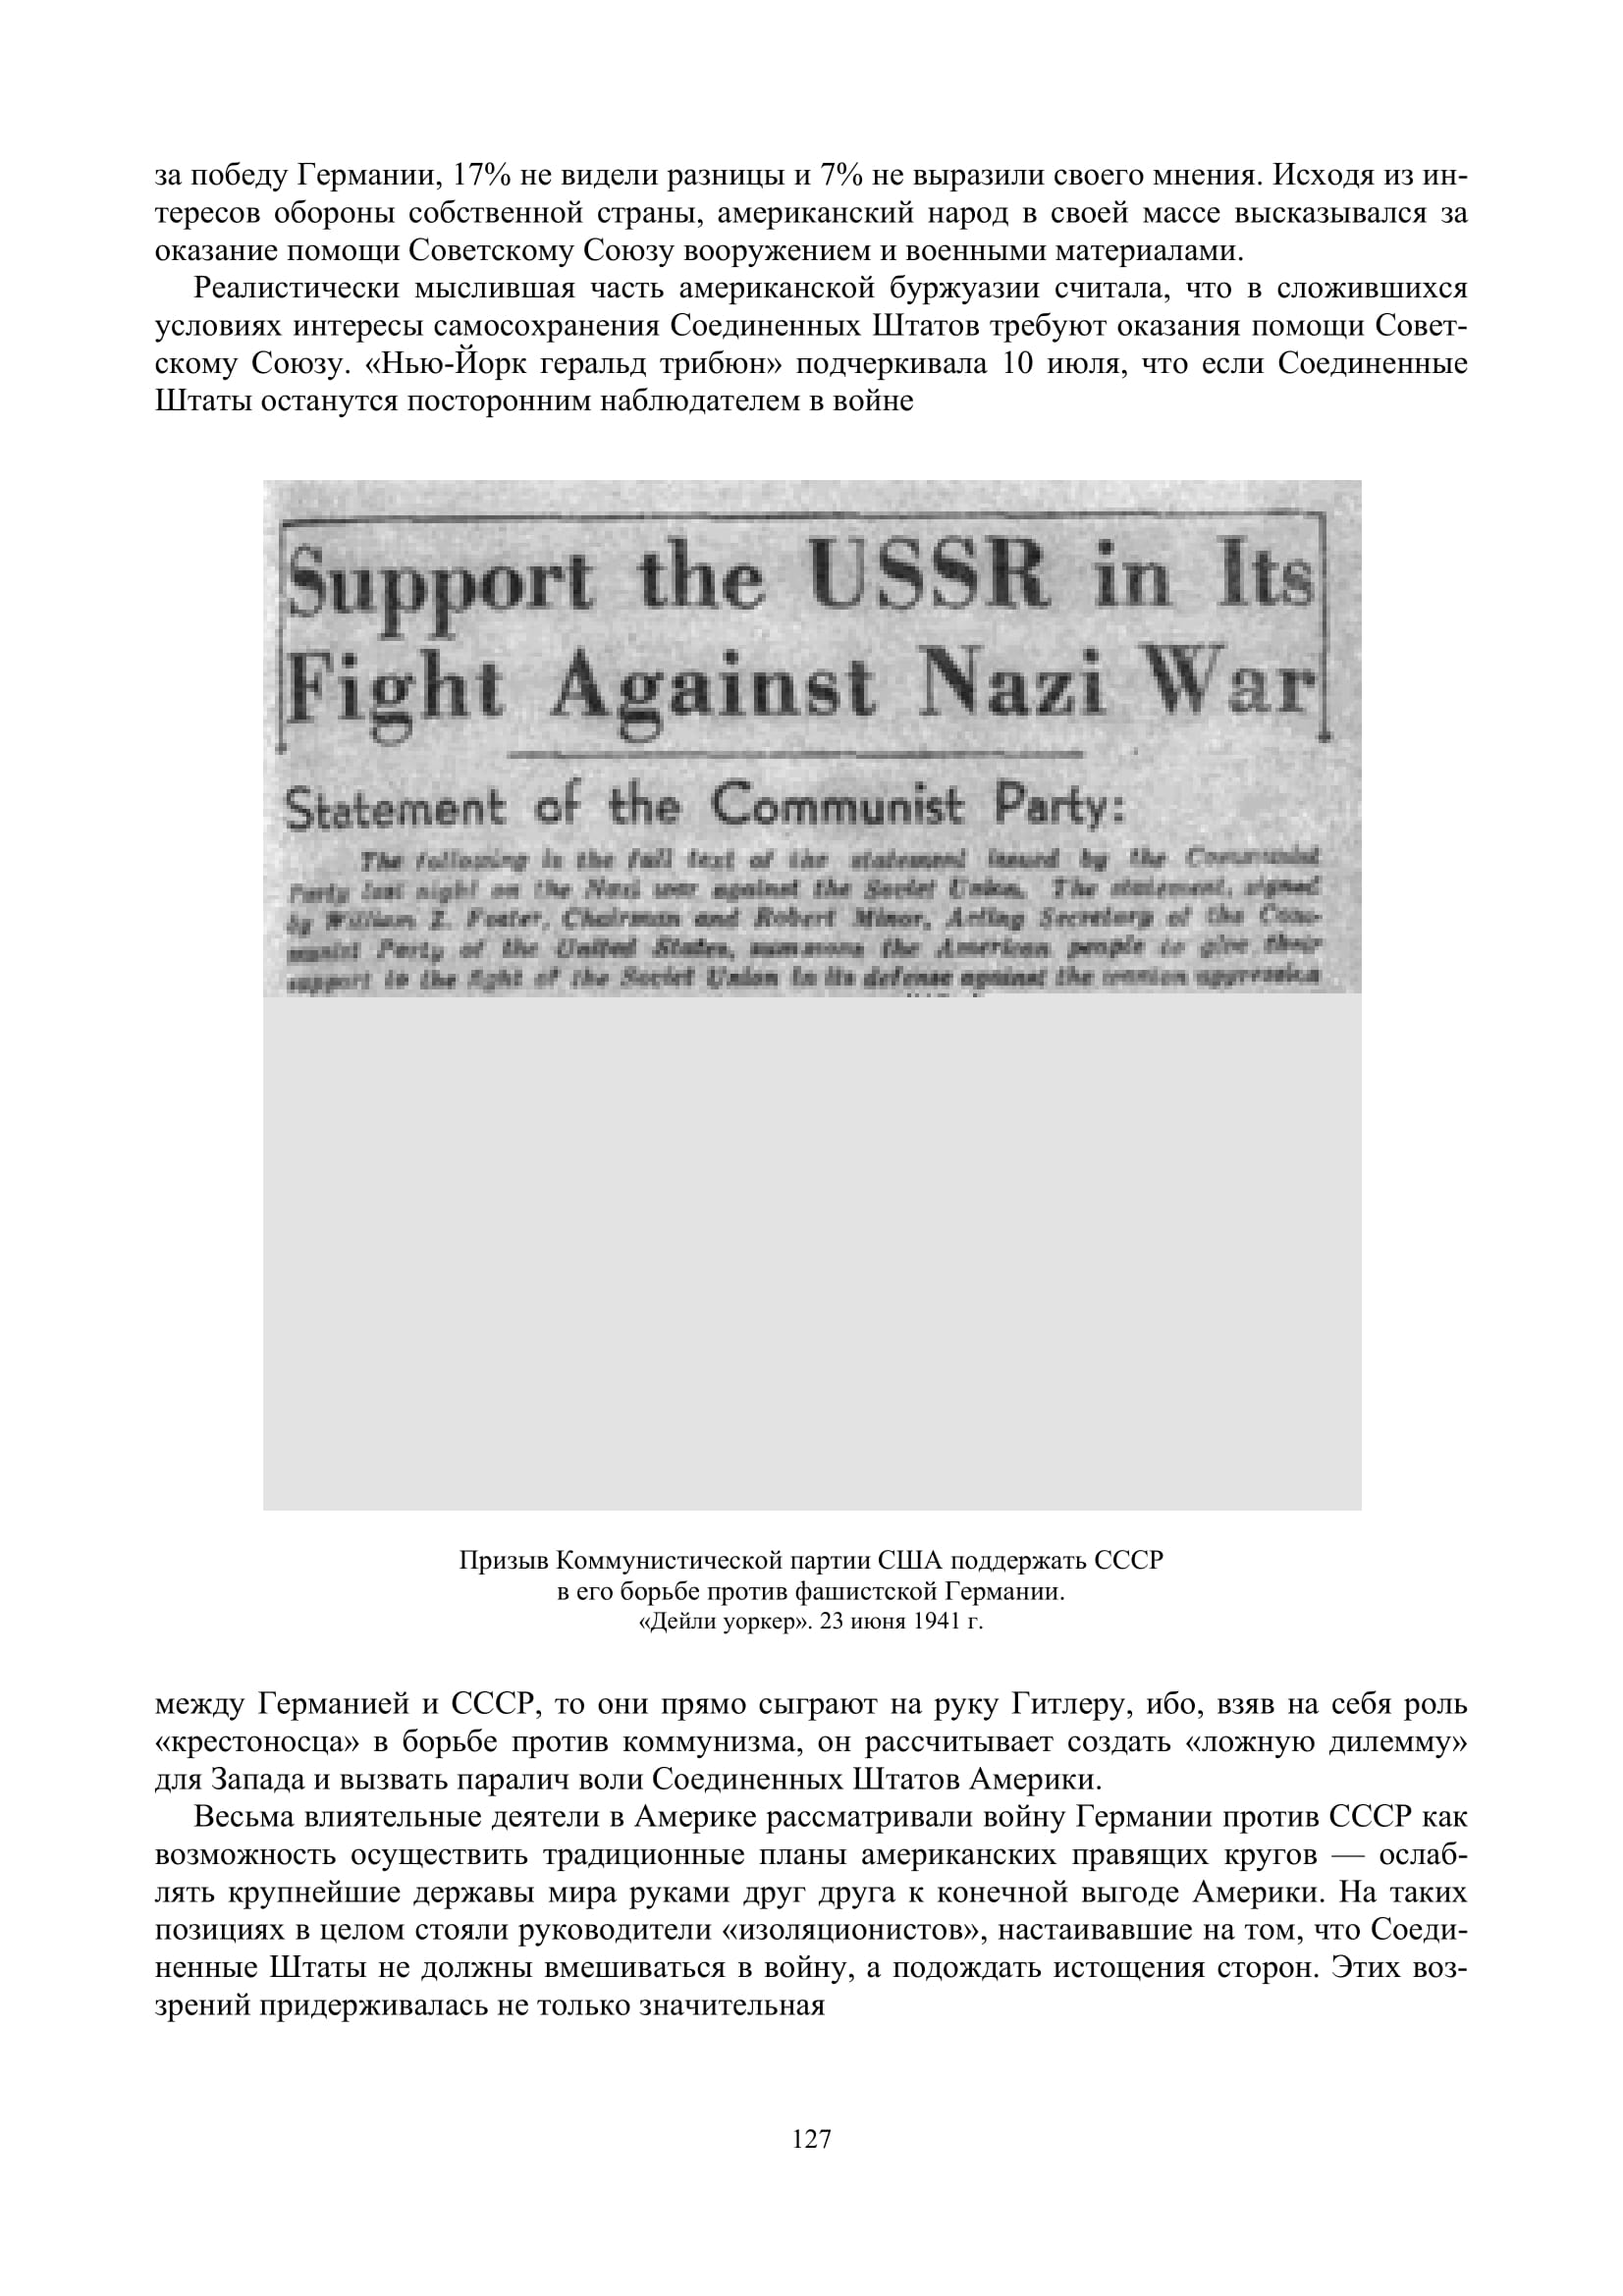 за победу Германии, 17% не видели разницы и 7% не выразили своего мнения. Исходя из ин-
тересов обороны собственной страны, американский народ в своей массе высказывался за
оказание помощи Советскому Союзу вооружением и военными материалами.
Реалистически мыслившая часть американской буржуазии считала, что в сложившихся
условиях интересы самосохранения Соединенных Штатов требуют оказания помощи Совет-
скому Союзу. «Нью-Йорк геральд трибюн» подчеркивала 10 июля, что если Соединенные
Штаты останутся посторонним наблюдателем в войне
Support the USSR in Its
Fight Against Nazi War
Statement of the Communist Party:
The following is the full text of the statement issued by the Communist
Party last night on the Nazi war against the Soviet Union. The statement, signed
by William Z. Foster, Chairman and Robert Minor, Acting Secretary of the Com-
munist Party of the United States, summons the American people to give their
support to the fight of the Soviet Union in its defense against the
Призыв Коммунистической партии США поддержать СССР
в его борьбе против фашистской Германии.
«Дейли уоркер». 23 июня 1941 г.
между Германией и СССР, то они прямо сыграют на руку Гитлеру, ибо, взяв на себя роль
«крестоносца» в борьбе против коммунизма, он рассчитывает создать «ложную дилемму»
для Запада и вызвать паралич воли Соединенных Штатов Америки.
Весьма влиятельные деятели в Америке рассматривали войну Германии против СССР как
возможность осуществить традиционные планы американских правящих кругов — ослаб-
лять крупнейшие державы мира руками друг друга к конечной выгоде Америки. На таких
позициях в целом стояли руководители «изоляционистов», настаивавшие на том, что Соеди-
ненные Штаты не должны вмешиваться в войну, а подождать истощения сторон. Этих воз-
зрений придерживалась не только значительная
127